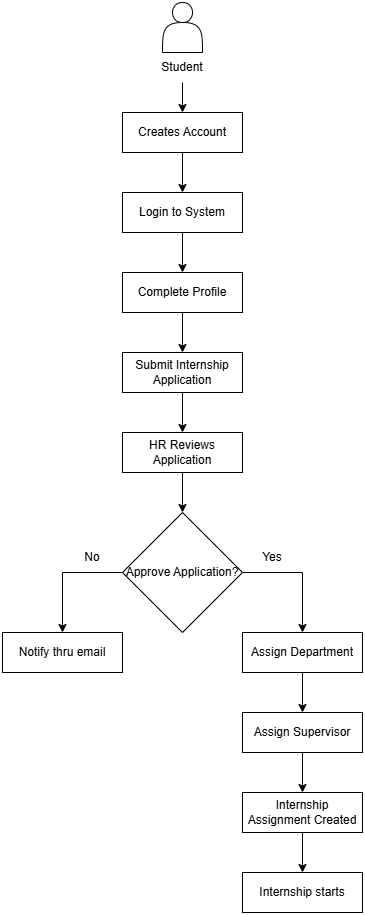 Student
Creates Account
Login to System
Complete Profile
Submit Internship
Application
HR Reviews
Application
Approve Application?
No
Yes
Notify thru email
Assign Department
Assign Supervisor
Internship
Assignment Created
Internship starts